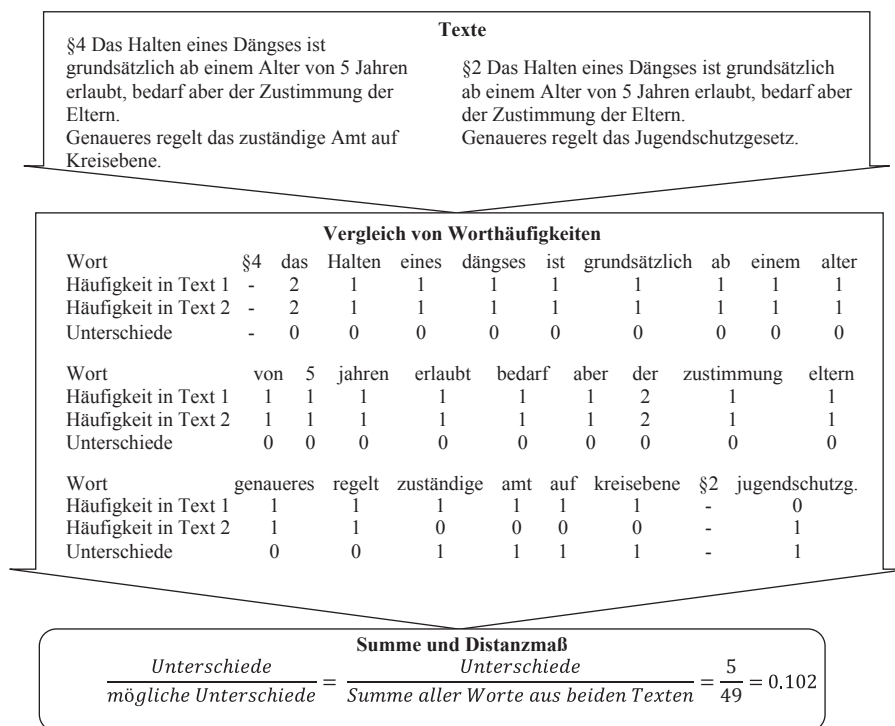 Texte
§4 Das Halten eines Dängses ist
grundsätzlich ab einem Alter von 5 Jahren
erlaubt, bedarf aber der Zustimmung der
Eltern.
Genaueres regelt das zuständige Amt auf
Kreisebene.
§2 Das Halten eines Dängses ist grundsätzlich
ab einem Alter von 5 Jahren erlaubt, bedarf aber
der Zustimmung der Eltern.
Genaueres regelt das Jugendschutzgesetz.
Vergleich von Worthäufigkeiten
Wort §4 das Halten eines dängses ist grundsätzlich ab einem alter
Häufigkeit in Text 1 - 2 1 1 1 1 1 1 1 1
Häufigkeit in Text 2 - 2 1 1 1 1 1 1 1 1
Unterschiede - 0 0 0 0 0 0 0 0 0
Wort von 5 jahren erlaubt bedarf aber der zustimmung eltern
Häufigkeit in Text 1 1 1 1 1 1 1 2 1 1
Häufigkeit in Text 2 1 1 1 1 1 1 2 1 1
Unterschiede 0 0 0 0 0 0 0 0 0
Wort genaueres regelt zuständige amt auf kreisebene §2 jugendschutzg.
Häufigkeit in Text 1 1 1 1 1 1 1 - 0
Häufigkeit in Text 2 1 1 0 0 0 0 - 1
Unterschiede 0 0 1 1 1 1 - 1
Summe und Distanzmaß
Unterschiede / mögliche Unterschiede = Unterschiede / Summe aller Worte aus beiden Texten = 5 / 49 = 0.102